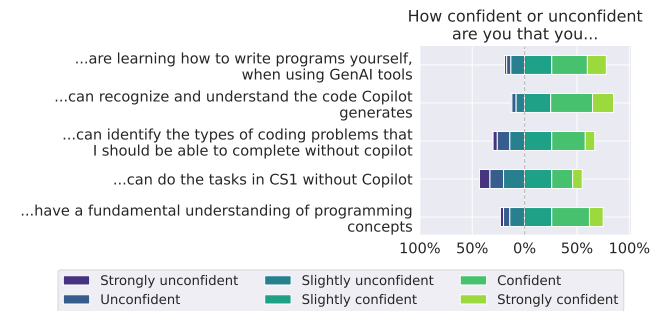 How confident or unconfident
are you that you...
...are learning how to write programs yourself,
when using GenAI tools
...can recognize and understand the code Copilot
generates
...can identify the types of coding problems that
I should be able to complete without copilot
...can do the tasks in CS1 without Copilot
...have a fundamental understanding of programming
concepts
100% 50% 0% 50% 100%
Strongly unconfident Slightly unconfident Confident
Unconfident Slightly confident Strongly confident